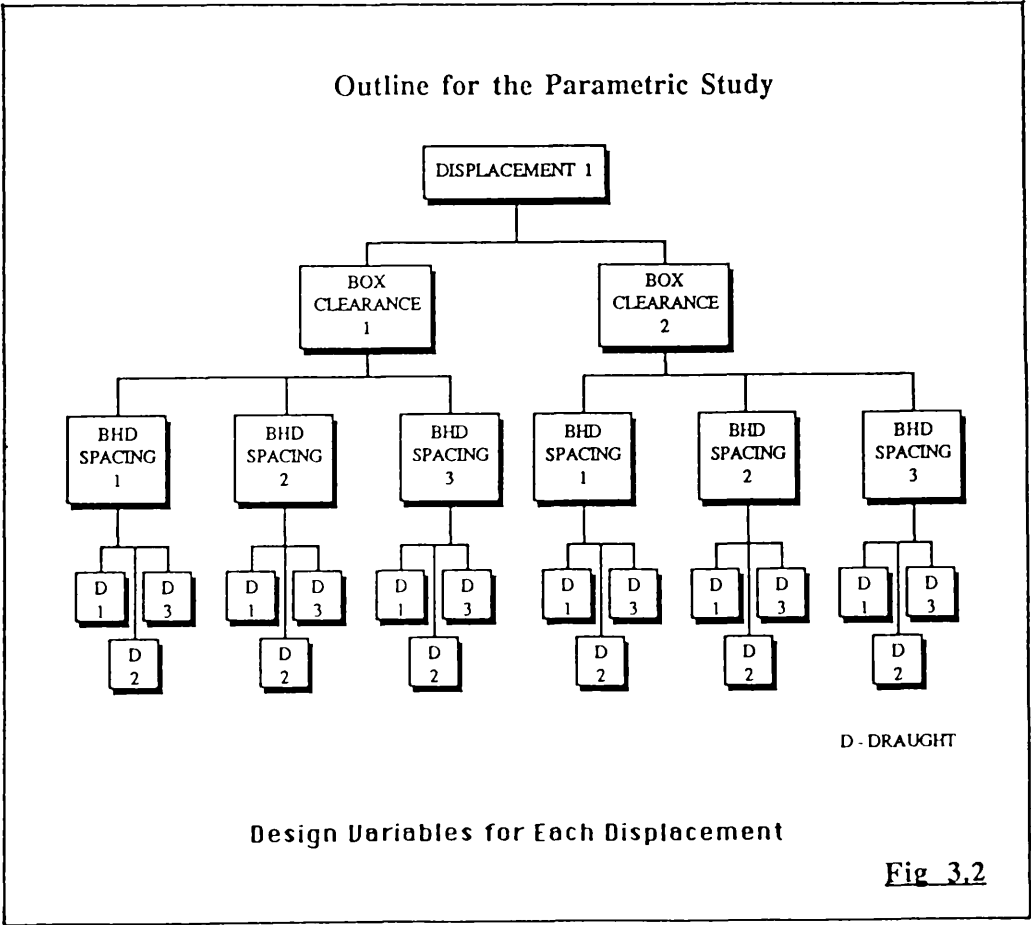 Outline for the Parametric Study
DISPLACEMENT 1
BOX
CLEARANCE
1
BOX
CLEARANCE
2
BHD
SPACING
1
BHD
SPACING
2
BHD
SPACING
3
BHD
SPACING
1
BHD
SPACING
2
BHD
SPACING
3
D
1
D
3
D
2
D
1
D
3
D
2
D
1
D
3
D
2
D
1
D
3
D
2
D
1
D
3
D
2
D
1
D
3
D
2
D - DRAUGHT
Design Variables for Each Displacement
Fig 3.2